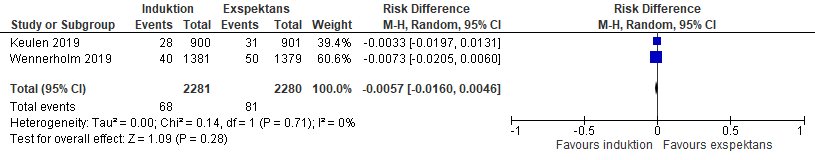 Induktion Expektans Risk Difference Risk Difference
Study or Subgroup Events Total Events Total Weight M-H, Random, 95% CI M-H, Random, 95% CI
Keulen 2019 28 900 31 901 39.4% -0.0033 [-0.0197, 0.0131]
Wennerholm 2019 40 1381 50 1379 60.6% -0.0073 [-0.0205, 0.0060]
Total (95% CI) 2281 2280 100.0% -0.0057 [-0.0160, 0.0046]
Total events 68 81
Heterogeneity: Tau² = 0.00; Chi² = 0.14, df = 1 (P = 0.71); I² = 0%
Test for overall effect: Z = 1.09 (P = 0.28)
-1 -0.5 0 0.5 1
Favours induktion Favours expektans